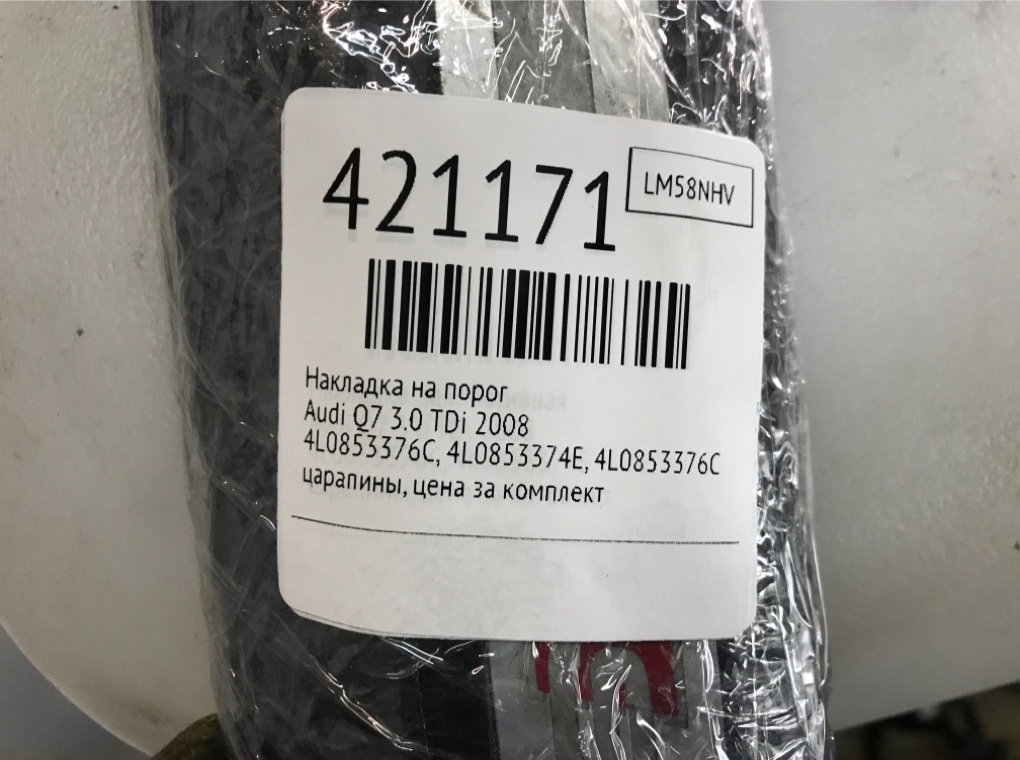 421171
LM58NHV
Накладка на порог
Audi Q7 3.0 TDi 2008
4L0853376C, 4L0853374E, 4L0853376C
царапины, цена за комплект